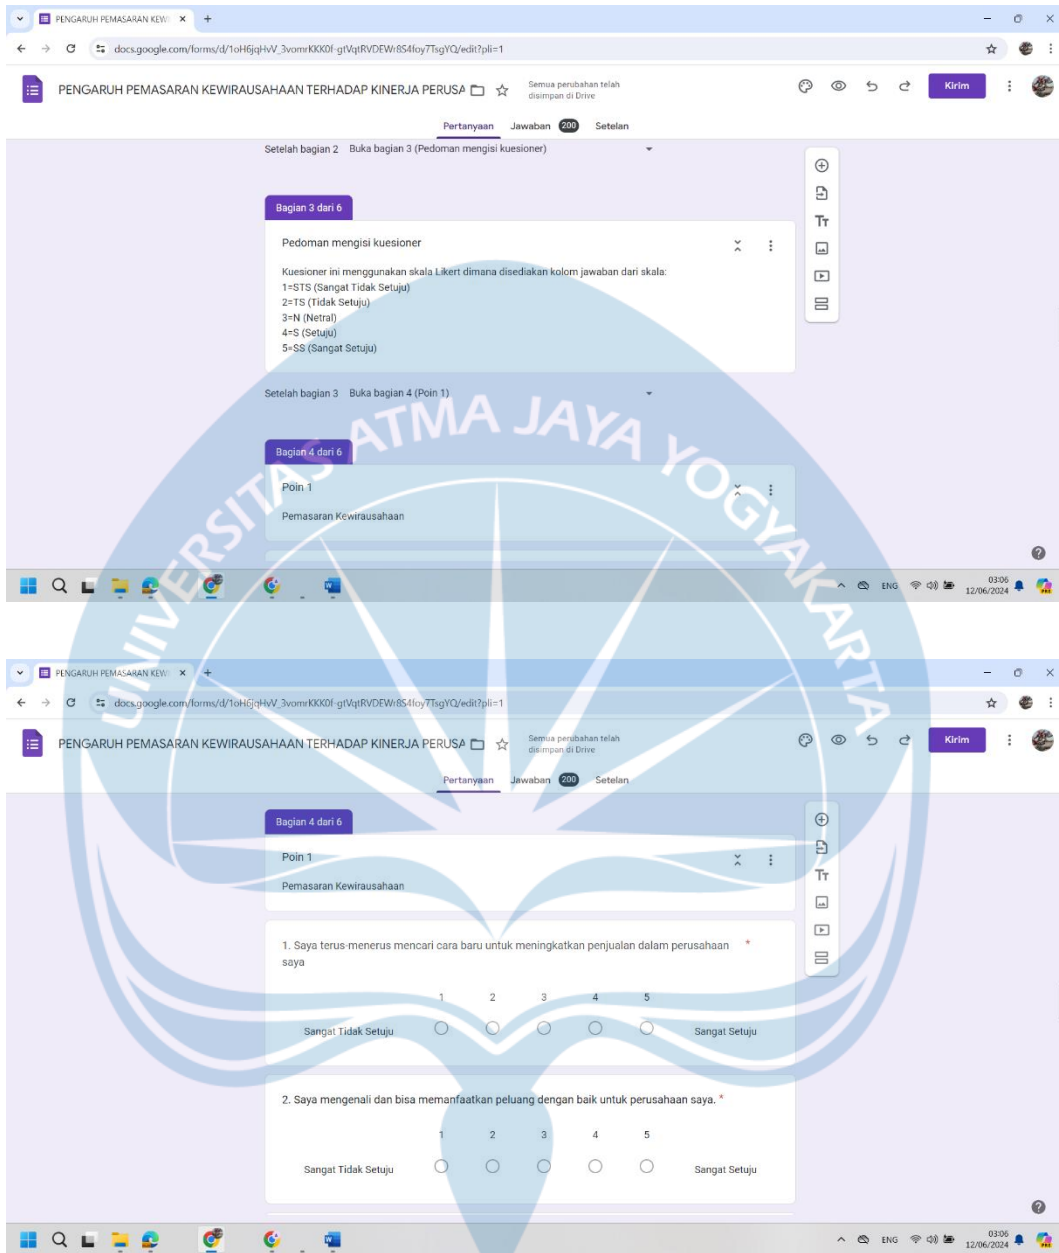 PENGARUH PEMASARAN KEWI
docs.google.com/forms/d/1oH6jqHvV_3vomrKKK0f-gtVqtRVDEWr8S4foy7TsgYQ/edit?pli=1
PENGARUH PEMASARAN KEWIRAUSAHAAN TERHADAP KINERJA PERUSA
Semua perubahan telah
disimpan di Drive
Kirim
Pertanyaan Jawaban 200 Setelan
Setelah bagian 2 Buka bagian 3 (Pedoman mengisi kuesioner)
Bagian 3 dari 6
Pedoman mengisi kuesioner
Kuesioner ini menggunakan skala Likert dimana disediakan kolom jawaban dari skala:
1=STS (Sangat Tidak Setuju)
2=TS (Tidak Setuju)
3=N (Netral)
4=S (Setuju)
5=SS (Sangat Setuju)
Setelah bagian 3 Buka bagian 4 (Poin 1)
Bagian 4 dari 6
Poin 1
Pemasaran Kewirausahaan
ENG 03:06
12/06/2024
UNIVERSITAS ATMA JAYA YOGYAKARTA
PENGARUH PEMASARAN KEWI
docs.google.com/forms/d/1oH6jqHvV_3vomrKKK0f-gtVqtRVDEWr8S4foy7TsgYQ/edit?pli=1
PENGARUH PEMASARAN KEWIRAUSAHAAN TERHADAP KINERJA PERUSA
Semua perubahan telah
disimpan di Drive
Kirim
Pertanyaan Jawaban 200 Setelan
Bagian 4 dari 6
Poin 1
Pemasaran Kewirausahaan
1. Saya terus-menerus mencari cara baru untuk meningkatkan penjualan dalam perusahaan *
saya
1 2 3 4 5
Sangat Tidak Setuju Sangat Setuju
2. Saya mengenali dan bisa memanfaatkan peluang dengan baik untuk perusahaan saya. *
1 2 3 4 5
Sangat Tidak Setuju Sangat Setuju
ENG 03:06
12/06/2024